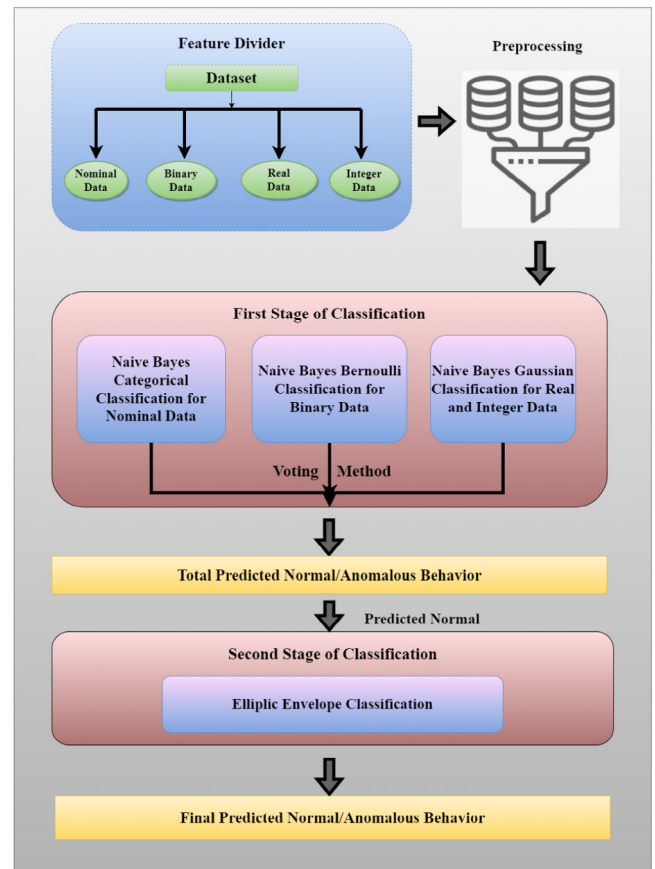 Feature Divider
Dataset
Nominal
Data
Binary
Data
Real
Data
Integer
Data
Preprocessing
First Stage of Classification
Naive Bayes
Categorical
Classification for
Nominal Data
Naive Bayes Bernoulli
Classification for
Binary Data
Naive Bayes Gaussian
Classification for Real
and Integer Data
Voting Method
Total Predicted Normal/Anomalous Behavior
Predicted Normal
Second Stage of Classification
Elliptic Envelope Classification
Final Predicted Normal/Anomalous Behavior